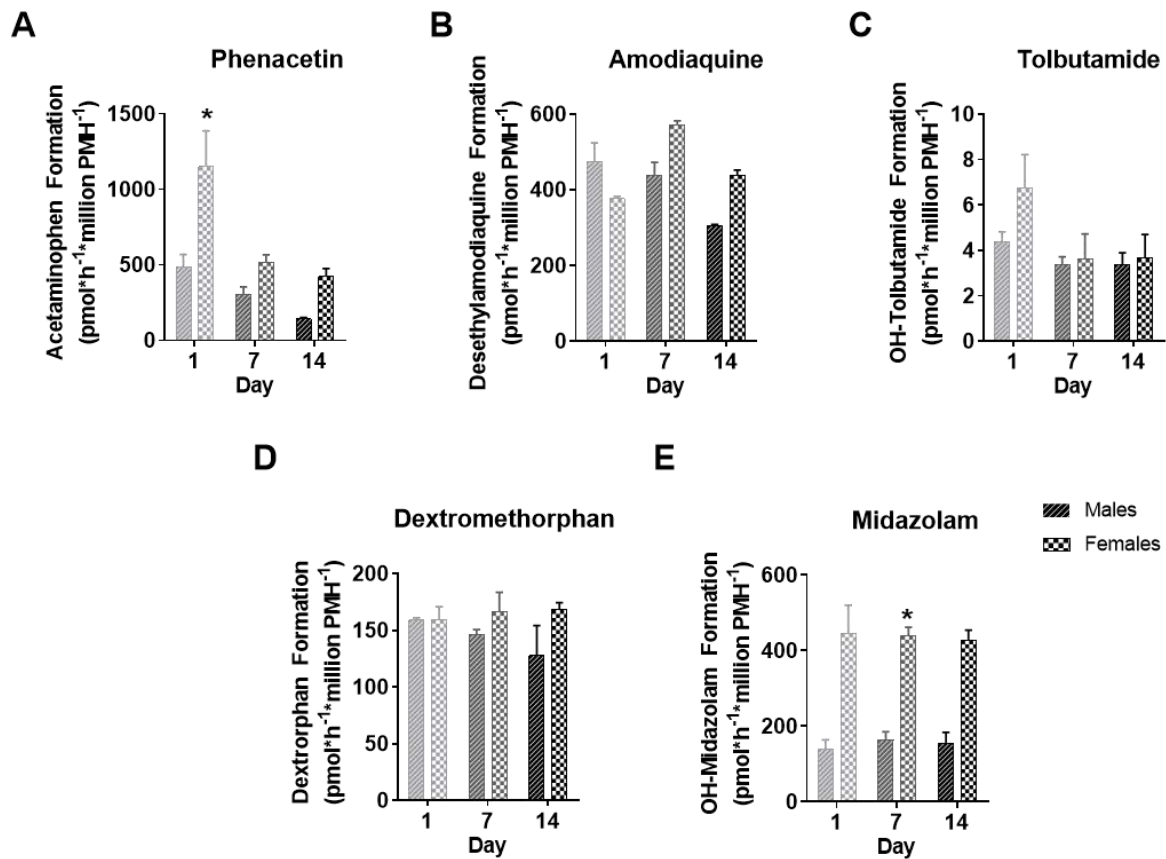 A
Phenacetin
Acetaminophen Formation
(pmol*h-1*million PMH-1)
1500
1000
500
0
*
1 7 14
Day
B
Amodiaquine
Desethylamodiaquine Formation
(pmol*h-1*million PMH-1)
600
400
200
0
1 7 14
Day
C
Tolbutamide
OH-Tolbutamide Formation
(pmol*h-1*million PMH-1)
10
8
6
4
2
0
1 7 14
Day
D
Dextromethorphan
Dextrorphan Formation
(pmol*h-1*million PMH-1)
200
150
100
50
0
1 7 14
Day
E
Midazolam
OH-Midazolam Formation
(pmol*h-1*million PMH-1)
600
400
200
0
*
1 7 14
Day
Males
Females